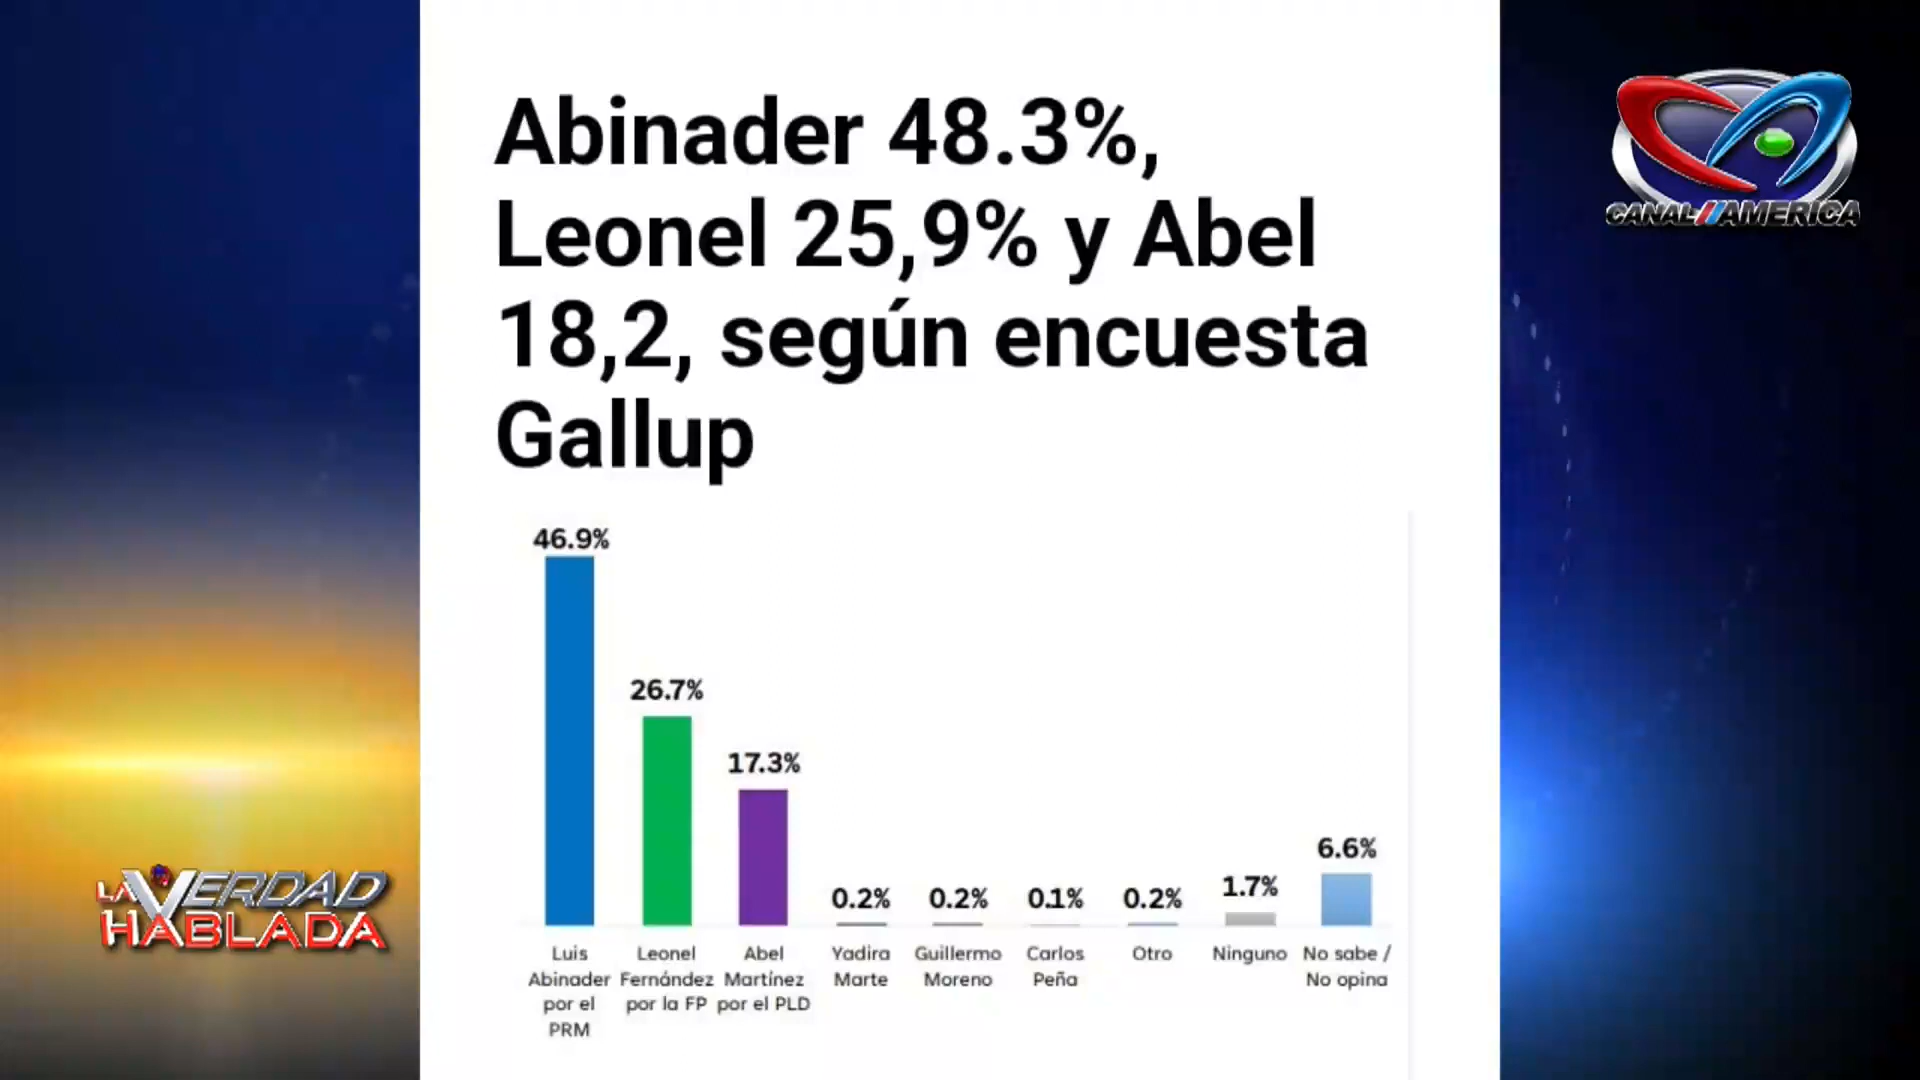 Abinader 48.3%,
Leonel 25,9% y Abel
18,2, según encuesta
Gallup
CANAL AMERICA
46.9%
26.7%
17.3%
0.2%
0.2%
0.1%
0.2%
1.7%
6.6%
Luis
Abinader
por el
PRM
Leonel
Fernández
por la FP
Abel
Martínez
por el PLD
Yadira
Marte
Guillermo
Moreno
Carlos
Peña
Otro
Ninguno
No sabe /
No opina
LA VERDAD
HABLADA